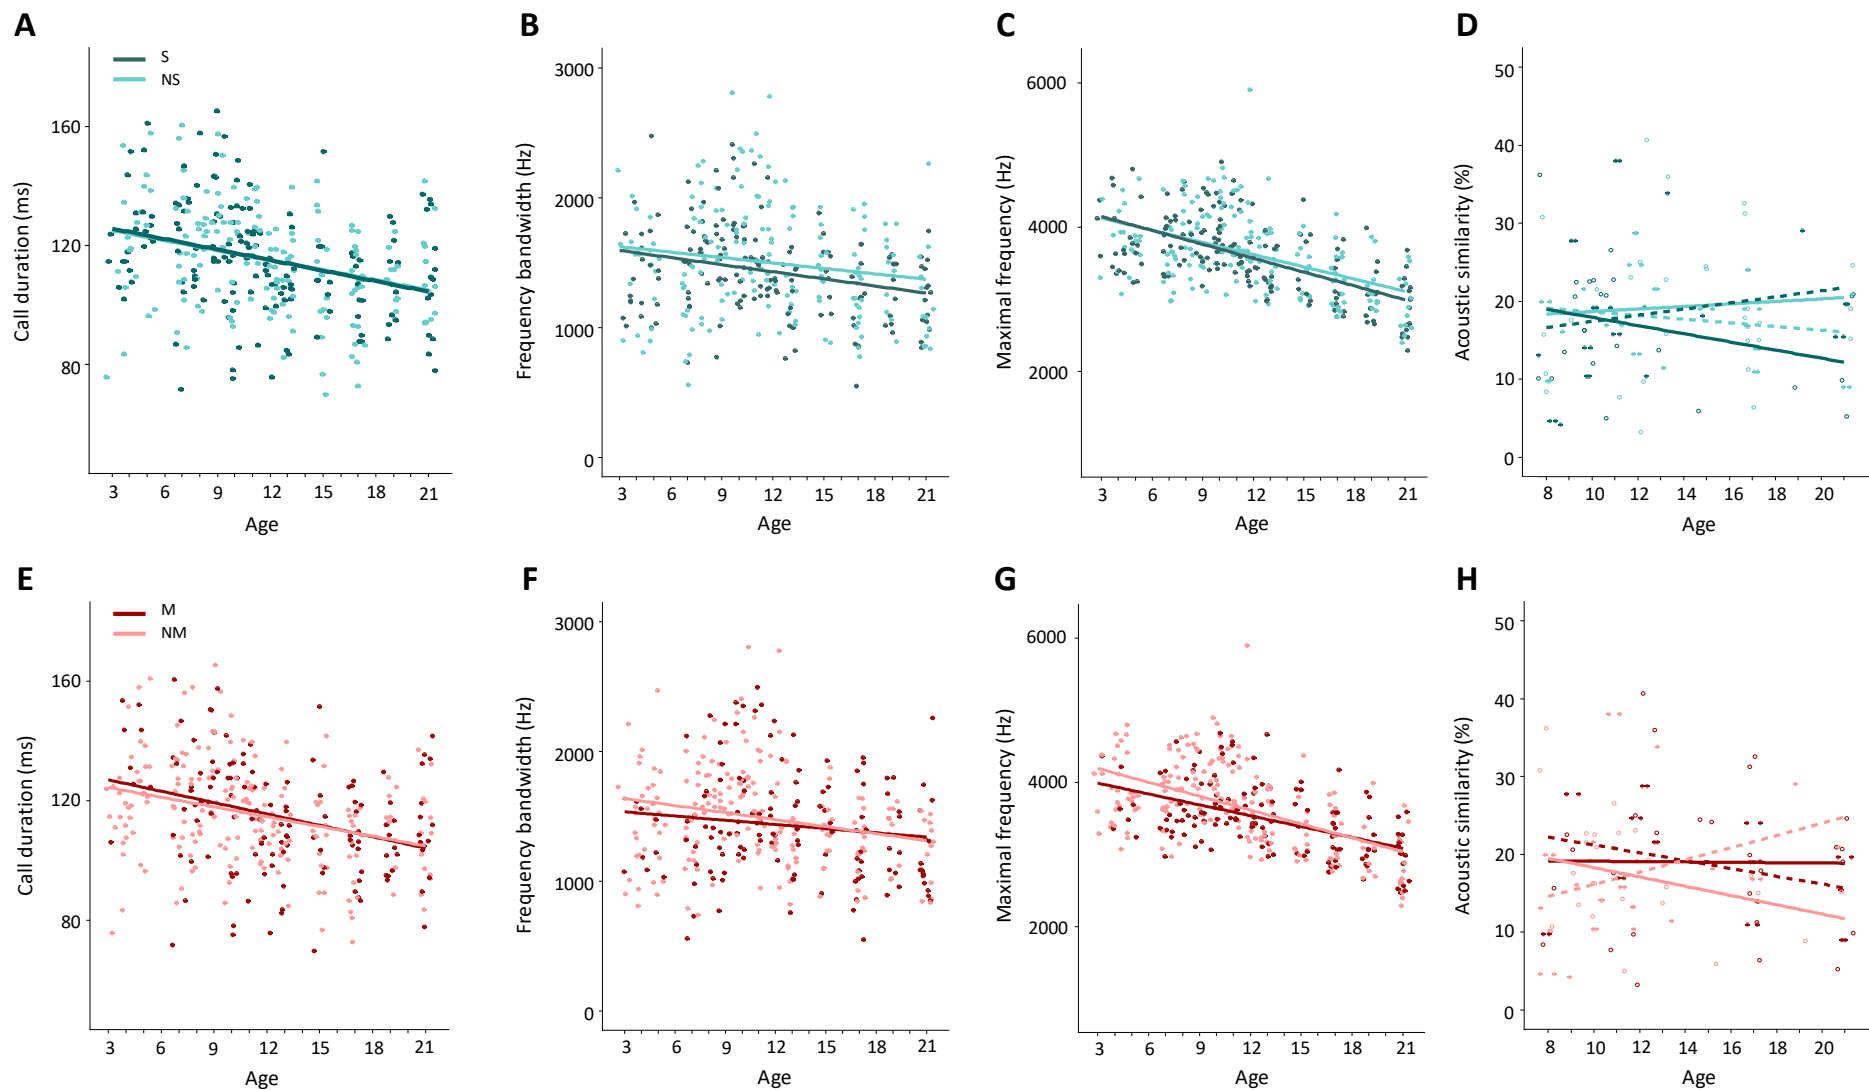 A
B
C
D
S
NS
160
120
80
Call duration (ms)
3 6 9 12 15 18 21
Age
3000
2000
1000
0
Frequency bandwidth (Hz)
3 6 9 12 15 18 21
Age
6000
4000
2000
Maximal frequency (Hz)
3 6 9 12 15 18 21
Age
50
40
30
20
10
0
Acoustic similarity (%)
8 10 12 14 16 18 20
Age
E
F
G
H
M
NM
160
120
80
Call duration (ms)
3 6 9 12 15 18 21
Age
3000
2000
1000
0
Frequency bandwidth (Hz)
3 6 9 12 15 18 21
Age
6000
4000
2000
Maximal frequency (Hz)
3 6 9 12 15 18 21
Age
50
40
30
20
10
0
Acoustic similarity (%)
8 10 12 14 16 18 20
Age